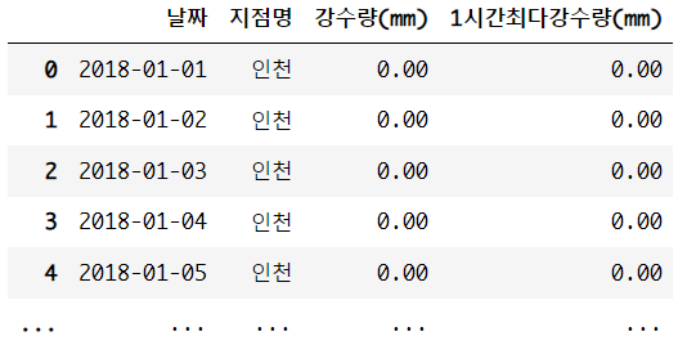 날짜 지점명 강수량(mm) 1시간최다강수량(mm)
0 2018-01-01 인천 0.00 0.00
1 2018-01-02 인천 0.00 0.00
2 2018-01-03 인천 0.00 0.00
3 2018-01-04 인천 0.00 0.00
4 2018-01-05 인천 0.00 0.00
... ... ... ... ...